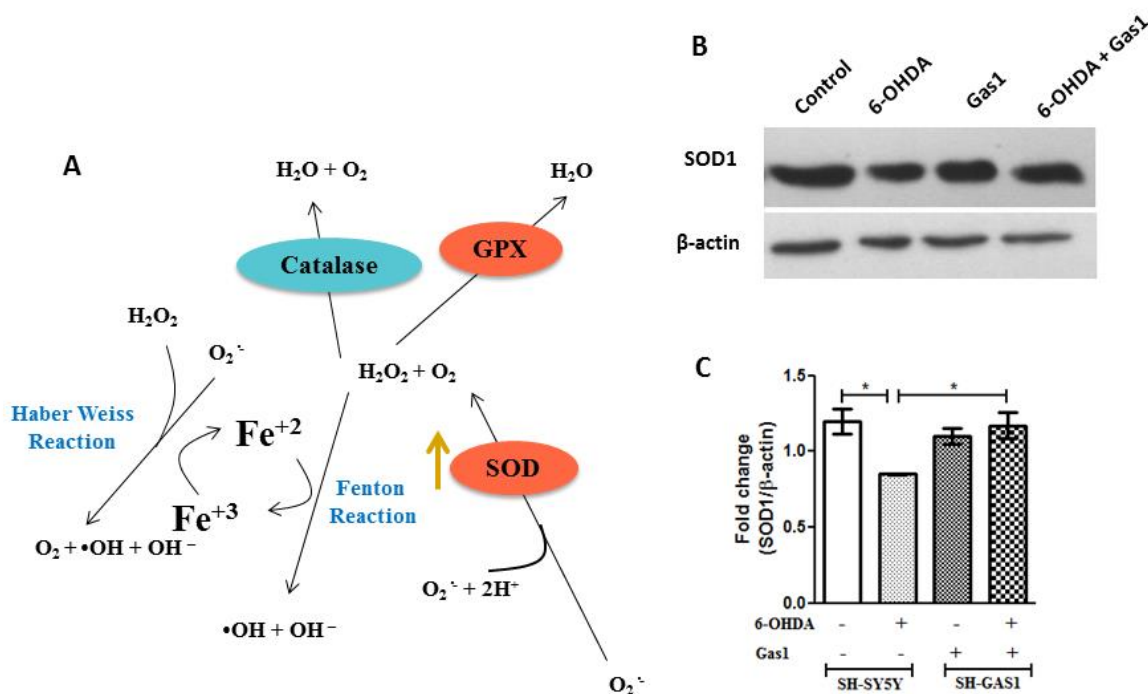 A
H₂O + O₂
H₂O
Catalase
GPX
H₂O₂
O₂·-
H₂O₂ + O₂
Haber Weiss
Reaction
Fe+2
SOD
Fenton
Reaction
Fe+3
O₂ + •OH + OH⁻
O₂·- + 2H⁺
•OH + OH⁻
O₂·-
B
Control
6-OHDA
Gas1
6-OHDA + Gas1
SOD1
β-actin
C
Fold change
(SOD1/β-actin)
1.5
1.0
0.5
0.0
* *
6-OHDA - + - +
Gas1 - - + +
SH-SY5Y SH-GAS1